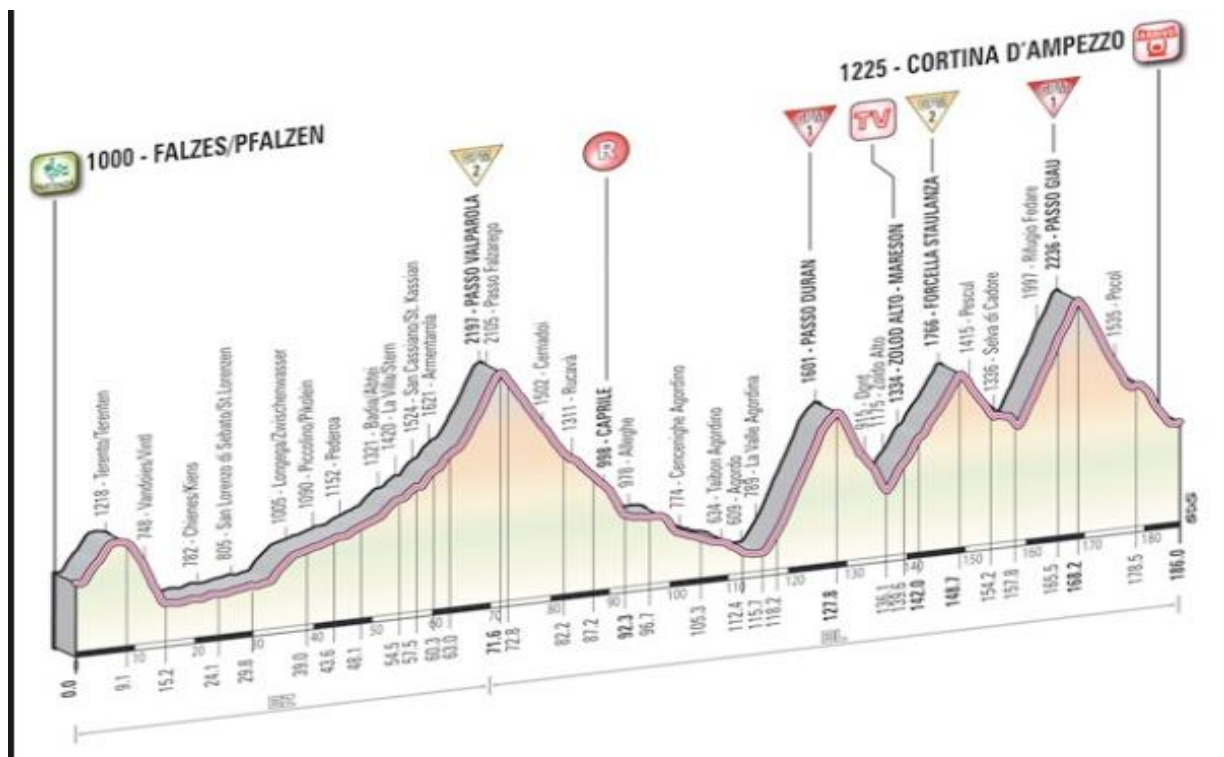 1225 - CORTINA D'AMPEZZO
1000 - FALZES/PFALZEN
GPM
2
R
GPM
1
TV
GPM
2
GPM
1
1218 - Terento/Terenten
748 - Vandoies/Vintl
782 - Chienes/Kiens
805 - San Lorenzo di Sebato/St.Lorenzen
1005 - Longega/Zwischenwasser
1090 - Piccolino/Pikolein
1152 - Pederoa
1321 - Badia/Abtei
1420 - La Villa/Stern
1524 - San Cassiano/St. Kassian
1621 - Armentarola
2197 - PASSO VALPAROLA
2105 - Passo Falzarego
1502 - Cernadoi
1311 - Rucavà
998 - CAPRILE
978 - Alleghe
774 - Cencenighe Agordino
634 - Taibon Agordino
609 - Agordo
789 - La Valle Agordina
1601 - PASSO DURAN
915 - Dont
1175 - Zoldo Alto
1334 - ZOLDO ALTO - MARESON
1766 - FORCELLA STAULANZA
1415 - Pescul
1336 - Selva di Cadore
1997 - Rifugio Fedare
2236 - PASSO GIAU
1535 - Pocol
SDS
10
30
40
50
60
70
80
90
100
110
120
130
140
150
160
170
180
0.0
9.1
15.2
24.1
29.8
39.0
43.6
48.1
54.5
57.5
60.3
63.0
71.6
72.8
82.2
87.2
92.3
96.7
105.3
112.4
115.7
118.2
127.8
136.1
139.6
142.0
148.7
154.2
157.8
165.5
168.2
178.5
186.0